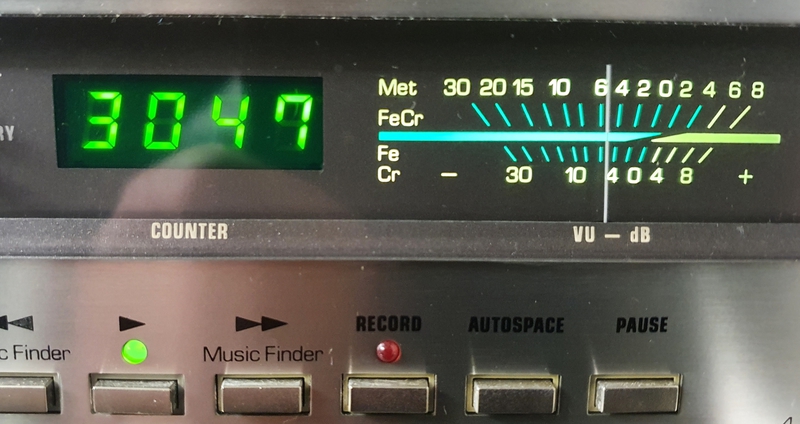 3047
Met 30 20 15 10 6 4 2 0 2 4 6 8
FeCr
Fe
Cr − 30 10 4 0 4 8 +
COUNTER
VU — dB
RECORD
AUTOSPACE
PAUSE
Finder
Music Finder